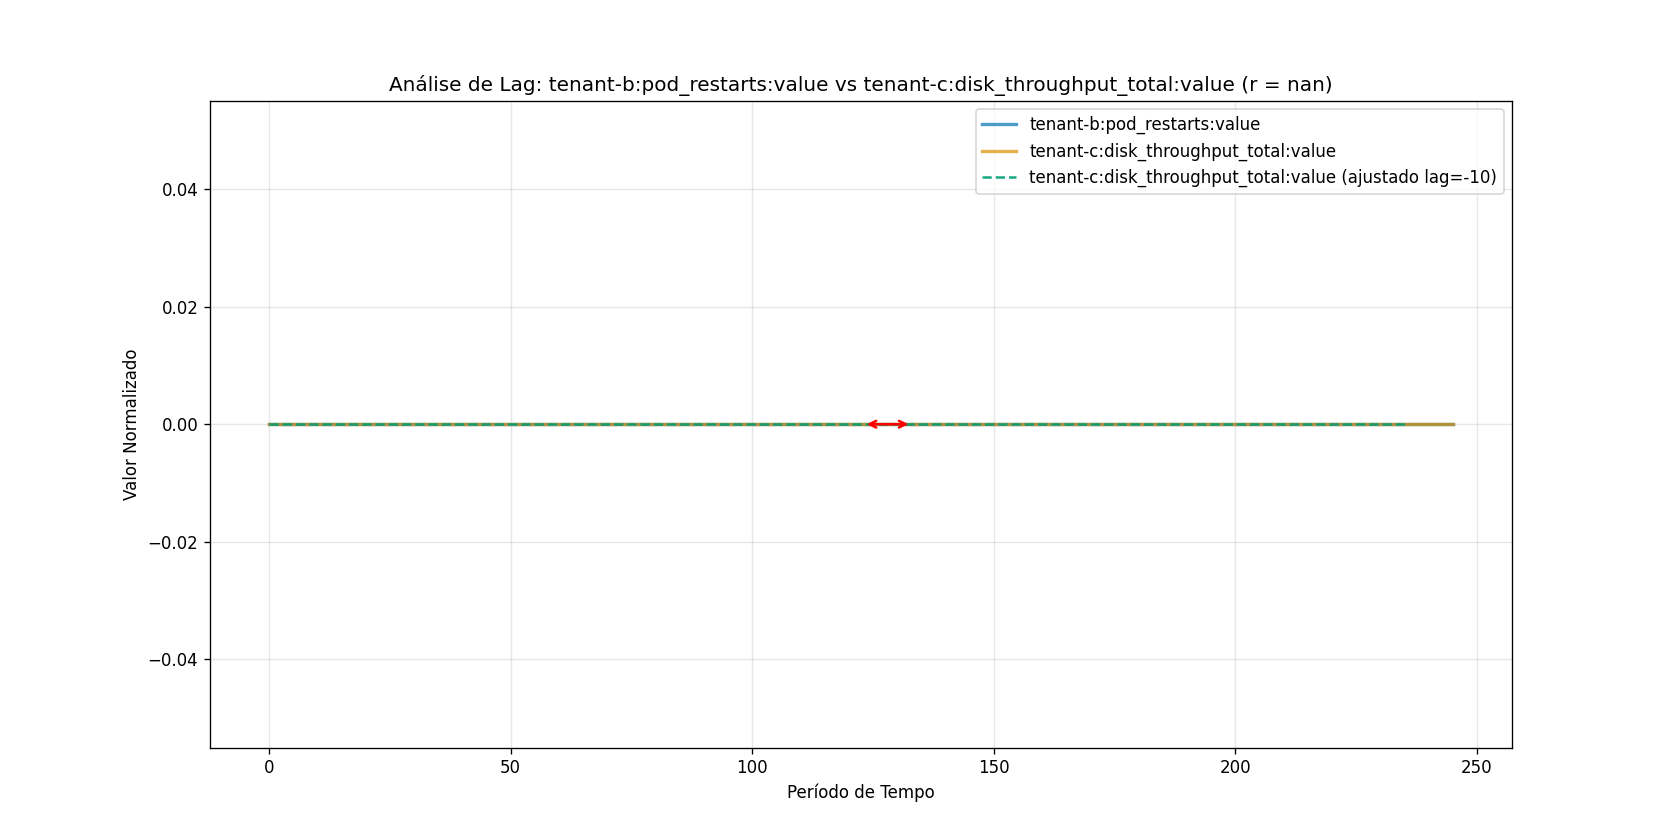 Análise de Lag: tenant-b:pod_restarts:value vs tenant-c:disk_throughput_total:value (r = nan)
tenant-b:pod_restarts:value
tenant-c:disk_throughput_total:value
tenant-c:disk_throughput_total:value (ajustado lag=-10)
0.04
0.02
0.00
−0.02
−0.04
Valor Normalizado
0 50 100 150 200 250
Período de Tempo